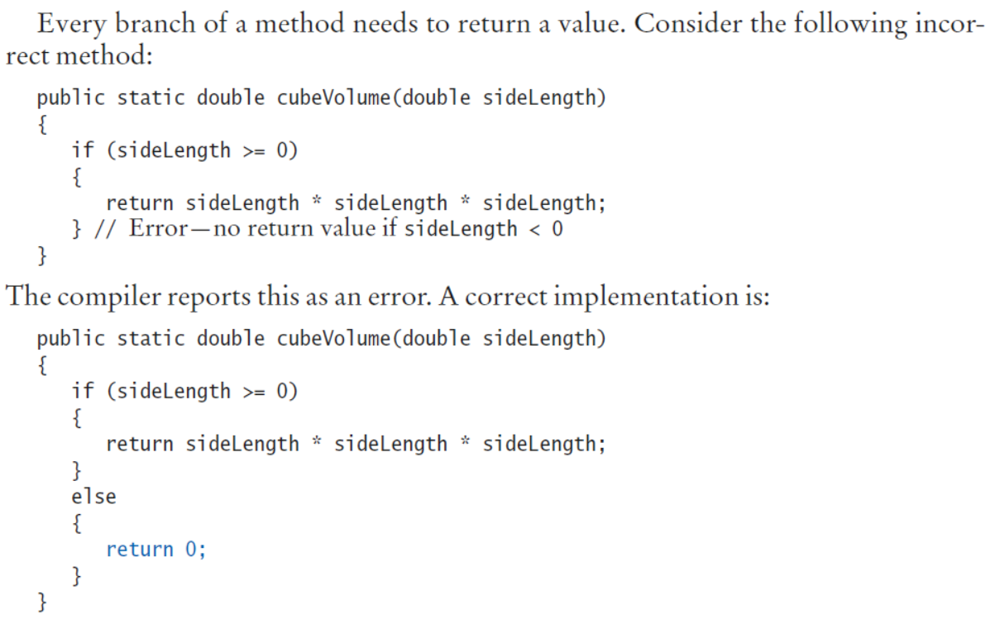 Every branch of a method needs to return a value. Consider the following incor-
rect method:
public static double cubeVolume(double sideLength)
{
if (sideLength >= 0)
{
return sideLength * sideLength * sideLength;
} // Error—no return value if sideLength < 0
}
The compiler reports this as an error. A correct implementation is:
public static double cubeVolume(double sideLength)
{
if (sideLength >= 0)
{
return sideLength * sideLength * sideLength;
}
else
{
return 0;
}
}